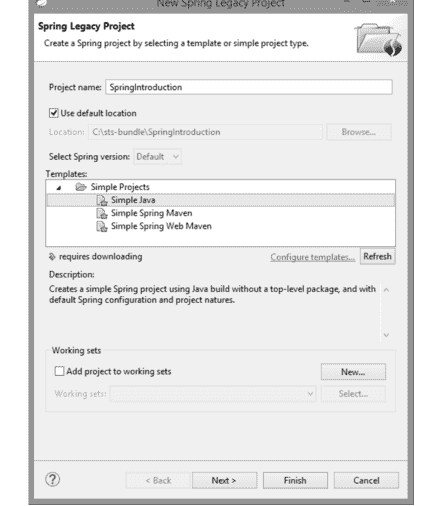 New Spring Legacy Project
Spring Legacy Project
Create a Spring project by selecting a template or simple project type.
Project name: SpringIntroduction
Use default location
Location: C:\sts-bundle\SpringIntroduction Browse...
Select Spring version: Default
Templates:
Simple Projects
Simple Java
Simple Spring Maven
Simple Spring Web Maven
requires downloading Configure templates... Refresh
Description:
Creates a simple Spring project using Java build without a top-level package, and with
default Spring configuration and project natures.
Working sets
Add project to working sets New...
Working sets: Select...
? < Back Next > Finish Cancel